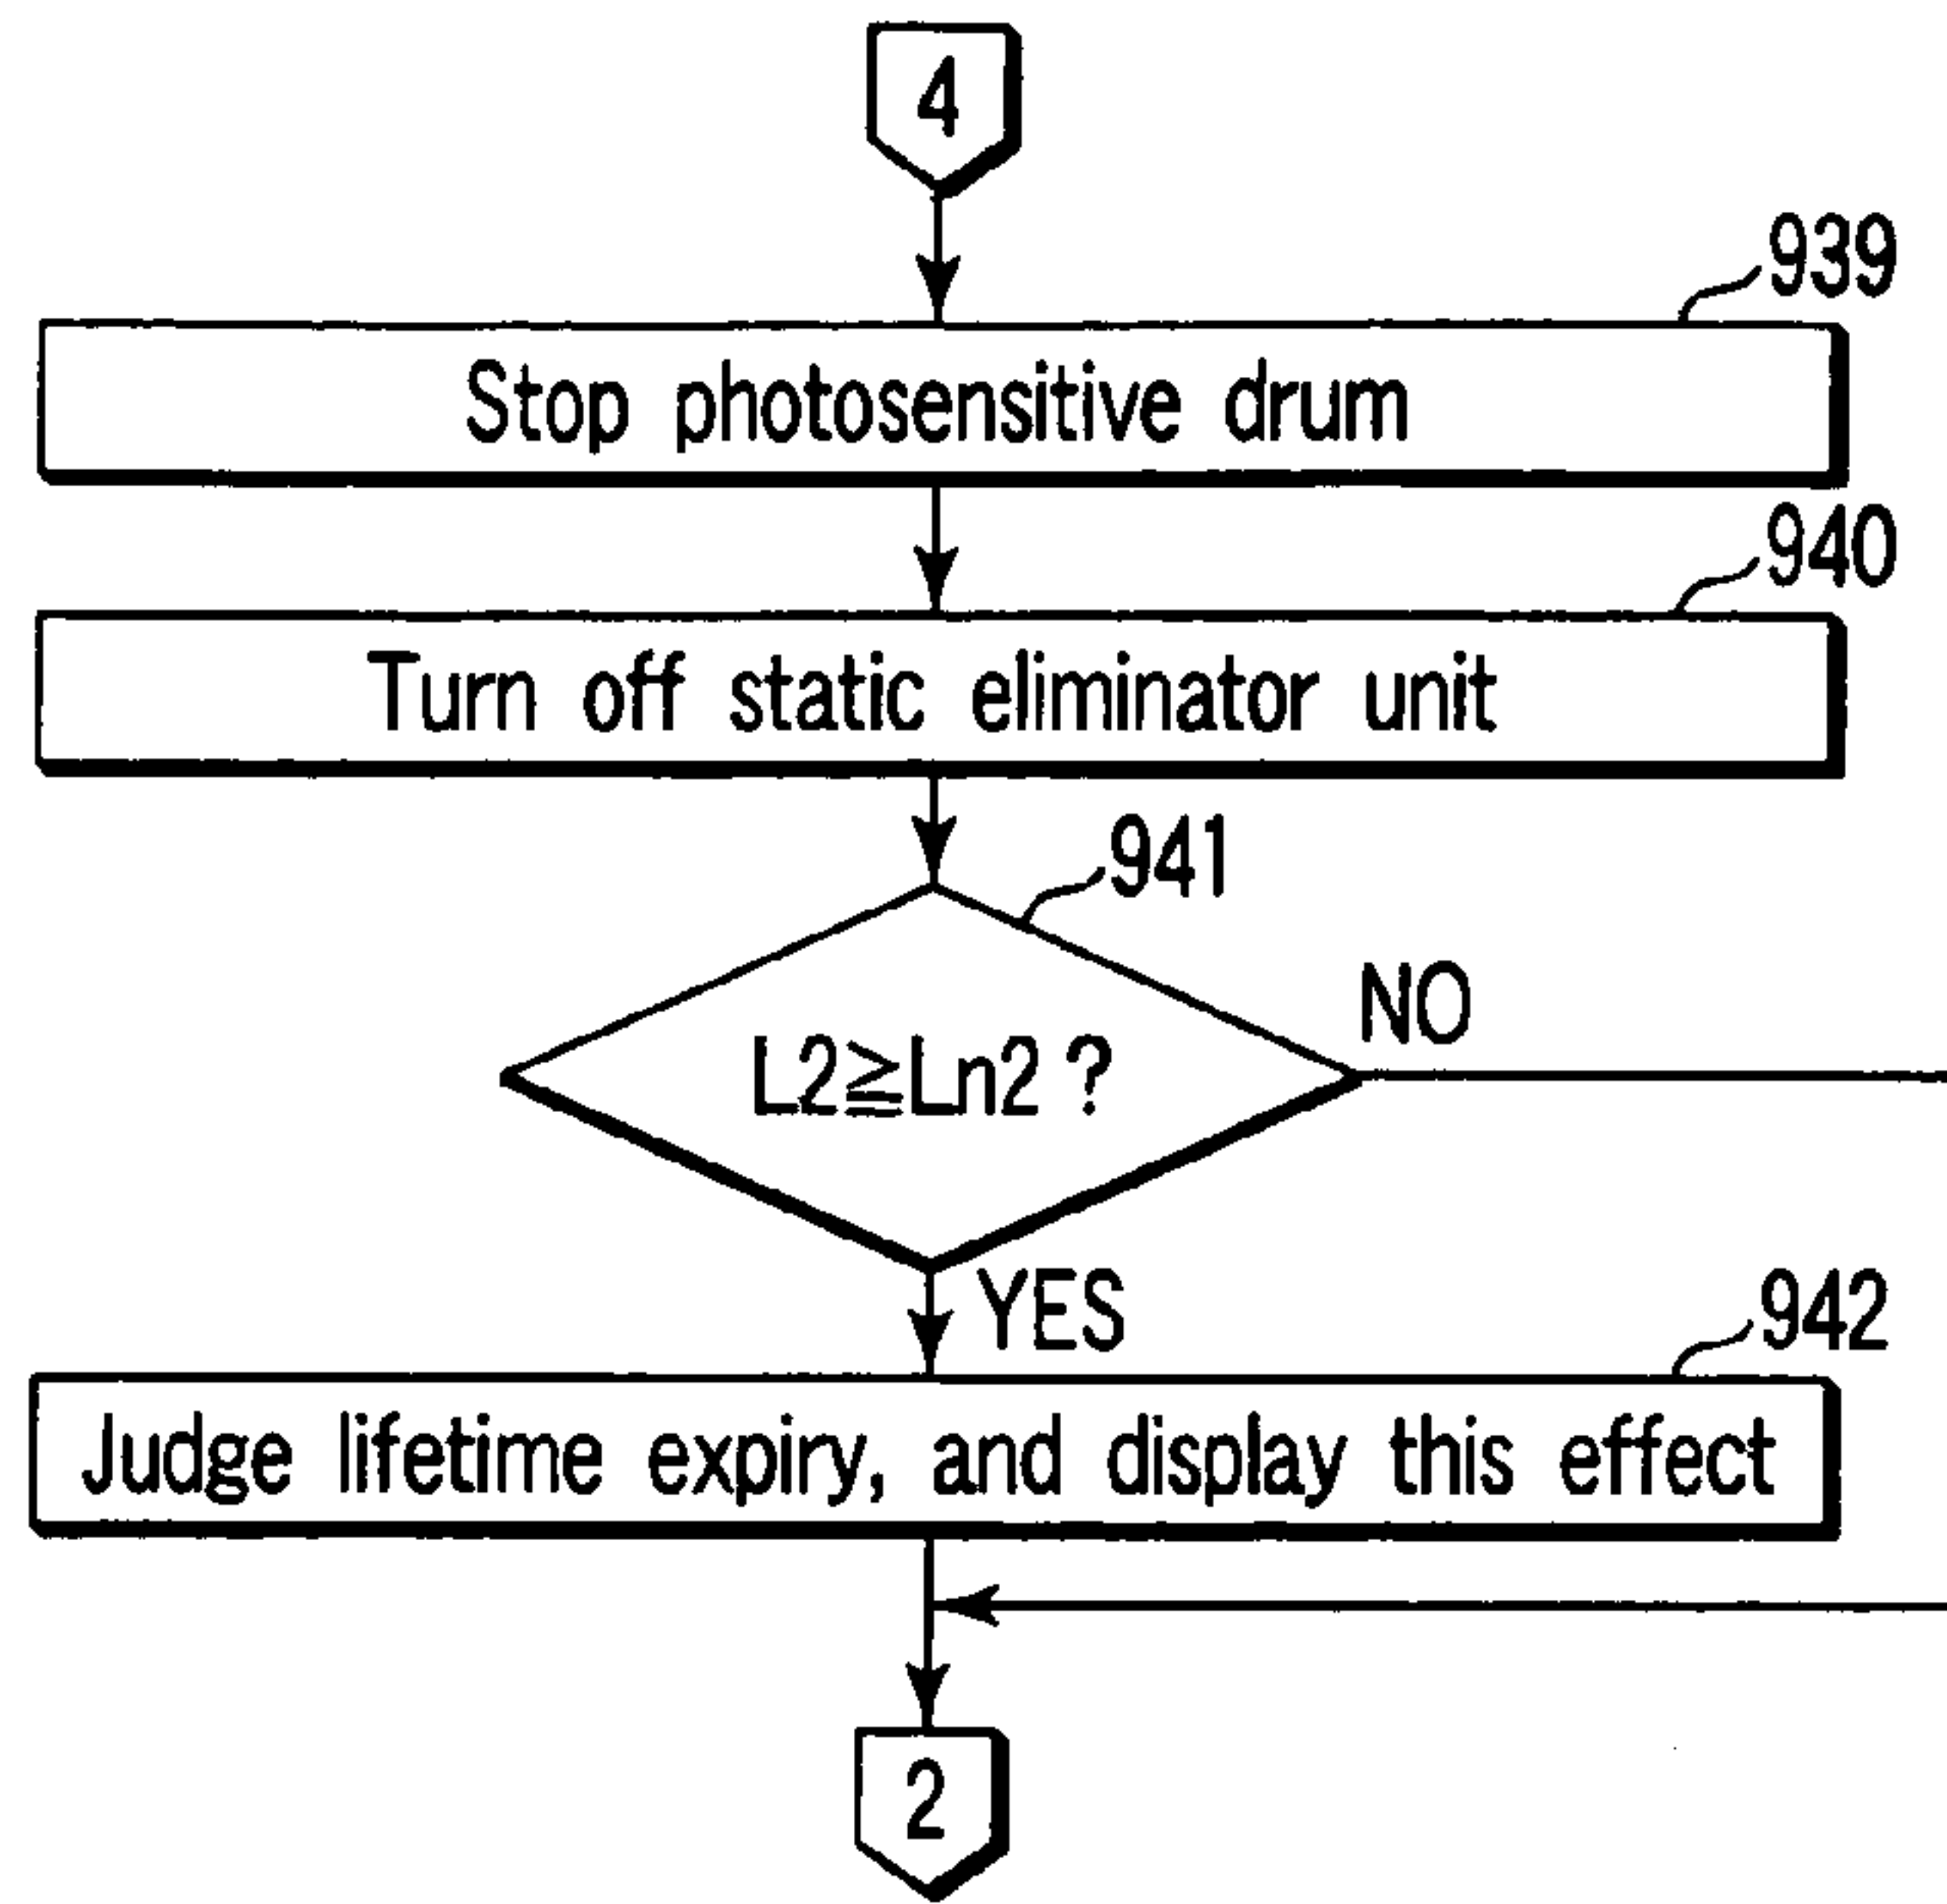 4
939
Stop photosensitive drum
940
Turn off static eliminator unit
941
L2≧Ln2?
NO
YES
942
Judge lifetime expiry, and display this effect
2